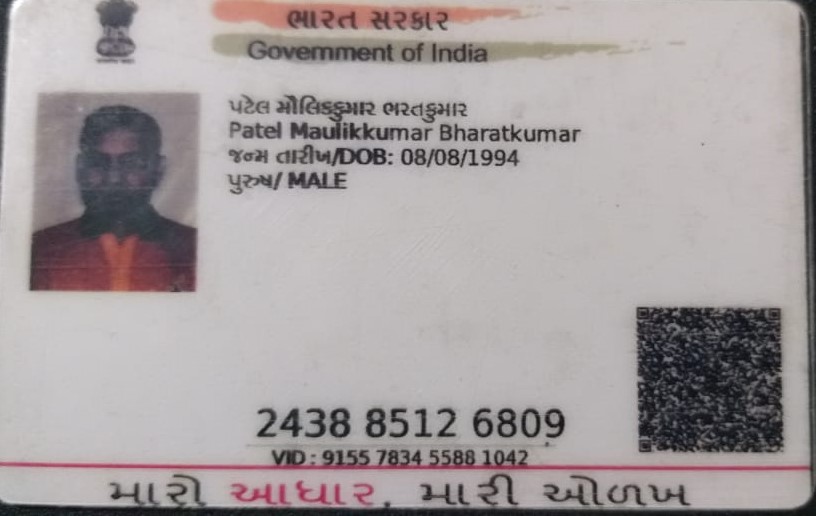 ભારત સરકાર
Government of India
પટેલ મૌલિકકુમાર ભરતકુમાર
Patel Maulikkumar Bharatkumar
જન્મ તારીખ/DOB: 08/08/1994
પુરુષ/ MALE
2438 8512 6809
VID : 9155 7834 5588 1042
મારો આધાર, મારી ઓળખ